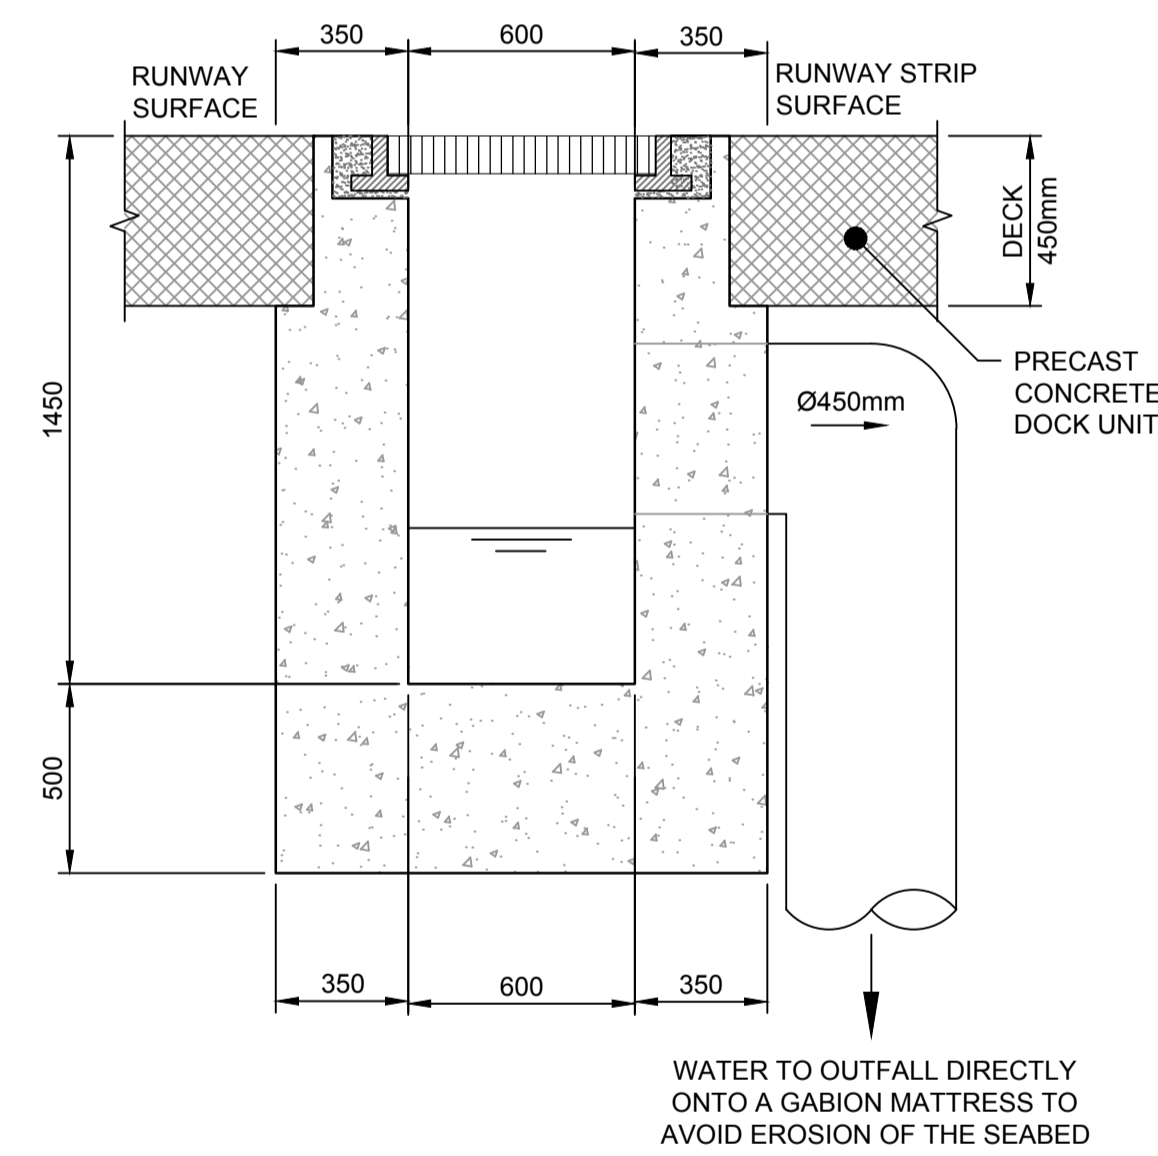 350
600
350
RUNWAY
SURFACE
RUNWAY STRIP
SURFACE
DECK
450mm
1450
Ø450mm
PRECAST
CONCRETE
DOCK UNIT
500
350
600
350
WATER TO OUTFALL DIRECTLY
ONTO A GABION MATTRESS TO
AVOID EROSION OF THE SEABED